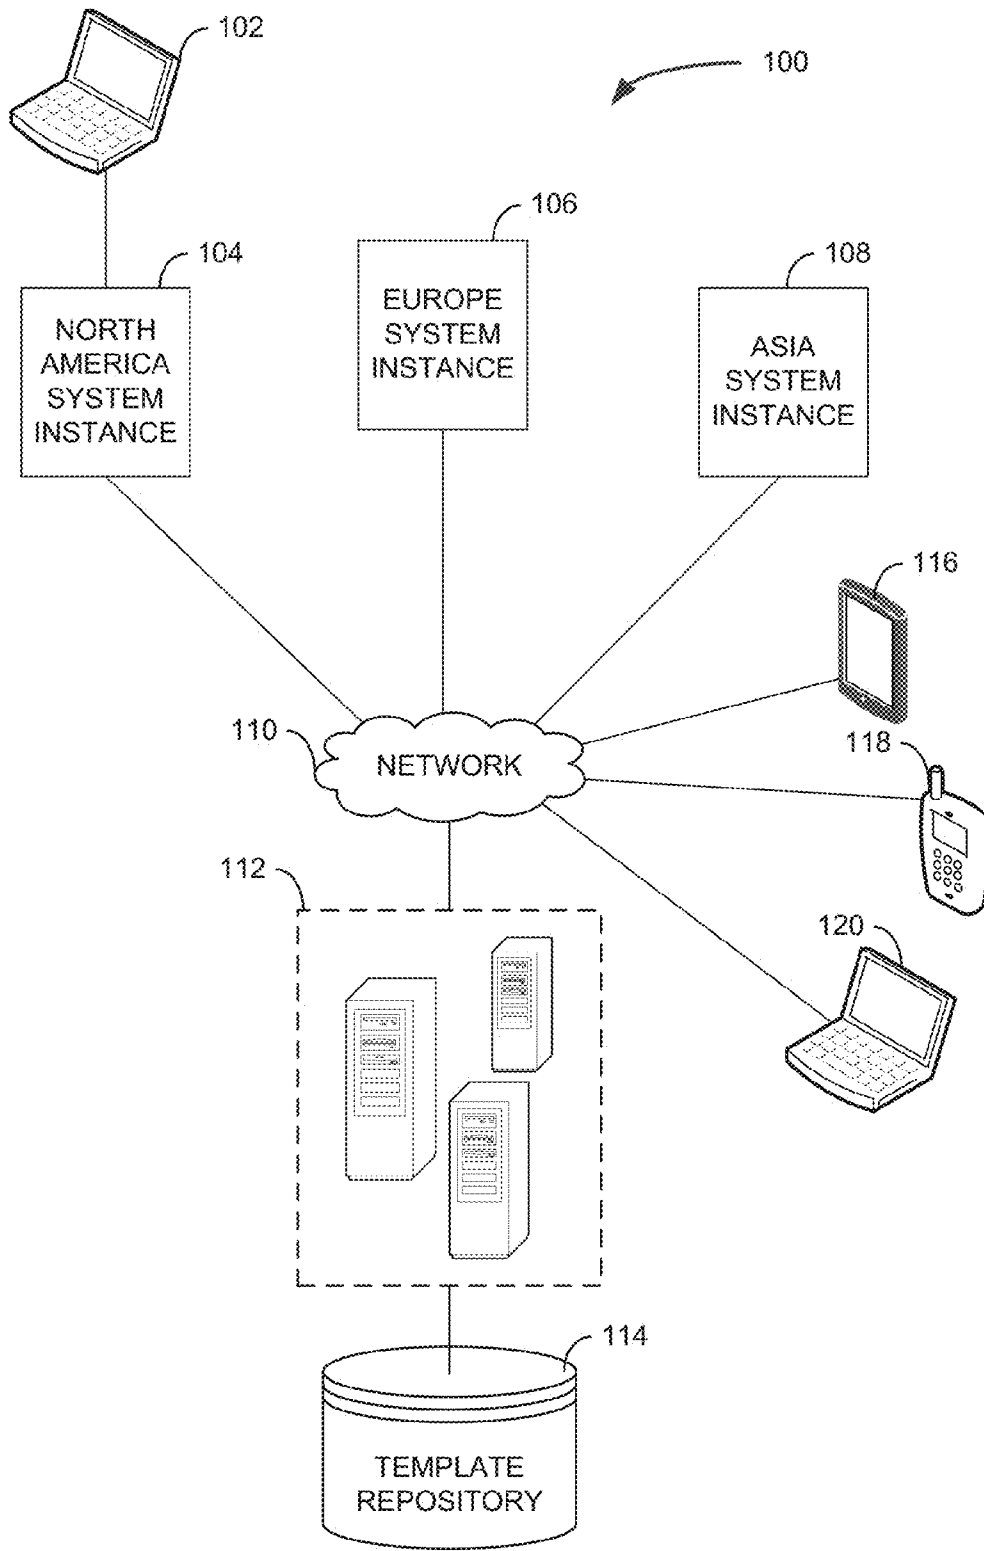 102
100
106
104
108
EUROPE
SYSTEM
INSTANCE
NORTH
AMERICA
SYSTEM
INSTANCE
ASIA
SYSTEM
INSTANCE
116
110
NETWORK
118
112
120
114
TEMPLATE
REPOSITORY